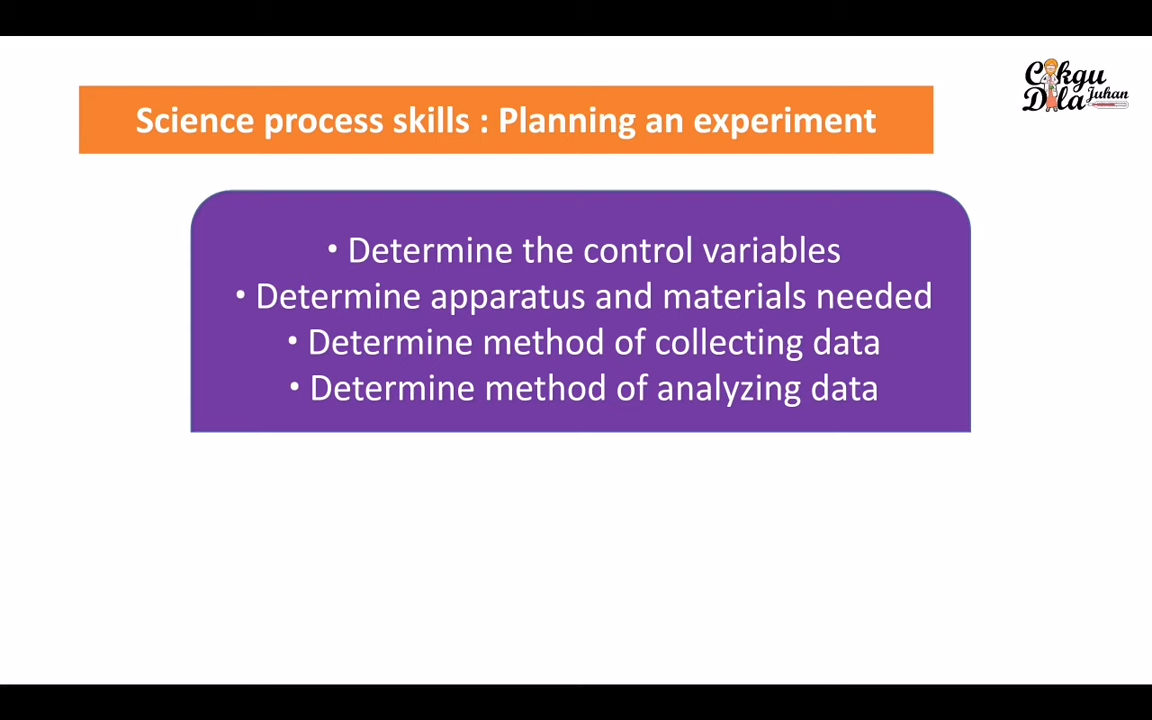 Cikgu
Dila Juhan
Science process skills : Planning an experiment
• Determine the control variables
• Determine apparatus and materials needed
• Determine method of collecting data
• Determine method of analyzing data